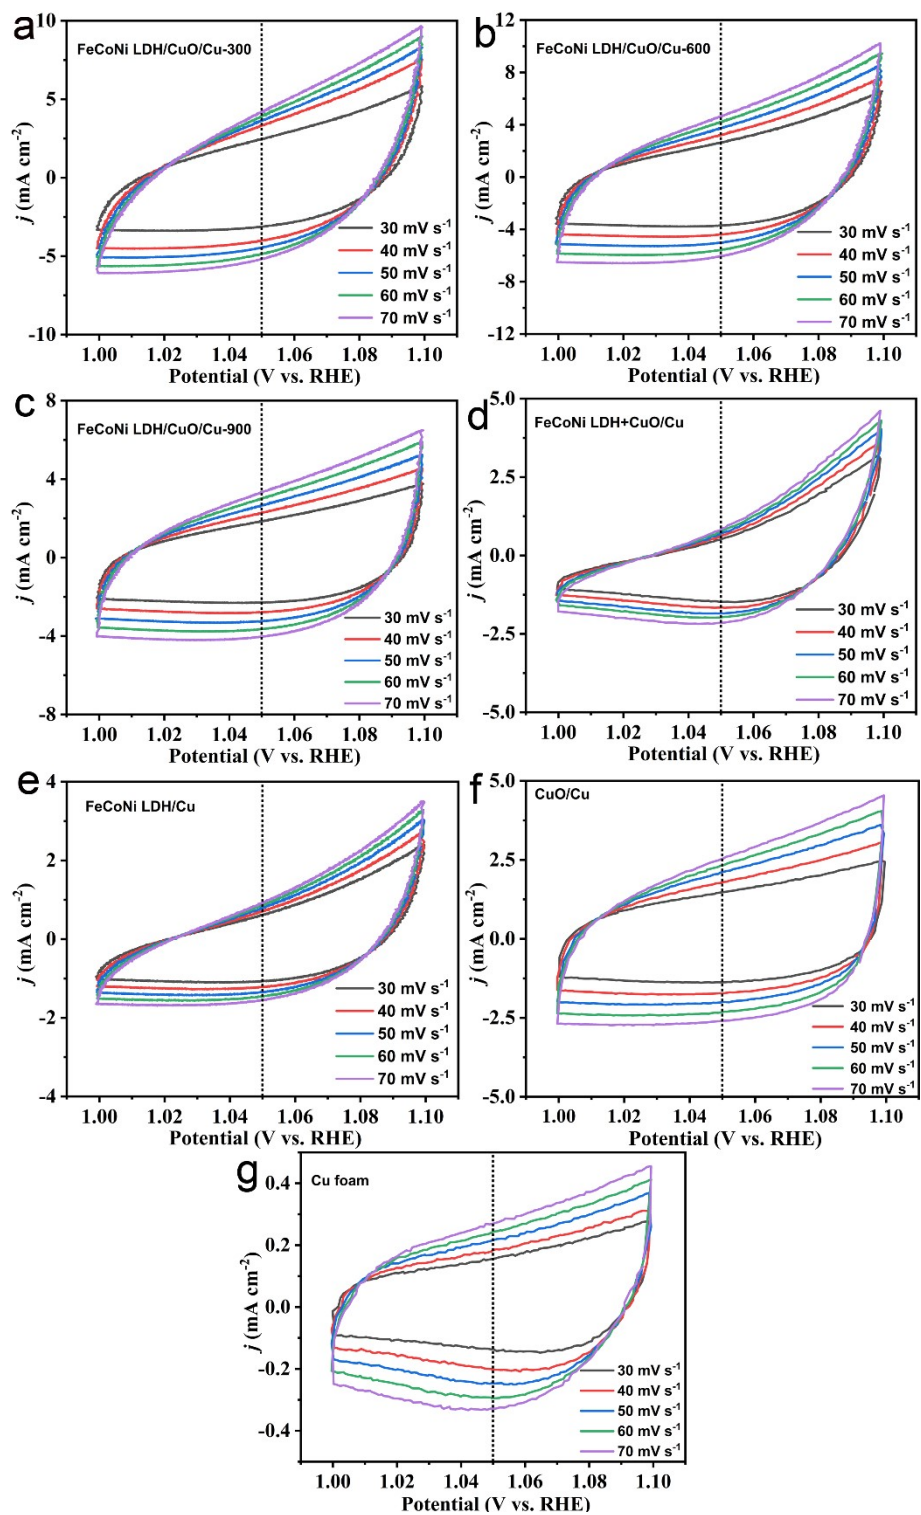 a
FeCoNi LDH/CuO/Cu-300
j (mA cm⁻²)
10
5
0
-5
-10
30 mV s⁻¹
40 mV s⁻¹
50 mV s⁻¹
60 mV s⁻¹
70 mV s⁻¹
1.00 1.02 1.04 1.06 1.08 1.10
Potential (V vs. RHE)
b
FeCoNi LDH/CuO/Cu-600
j (mA cm⁻²)
12
8
4
0
-4
-8
-12
30 mV s⁻¹
40 mV s⁻¹
50 mV s⁻¹
60 mV s⁻¹
70 mV s⁻¹
1.00 1.02 1.04 1.06 1.08 1.10
Potential (V vs. RHE)
c
FeCoNi LDH/CuO/Cu-900
j (mA cm⁻²)
8
4
0
-4
-8
30 mV s⁻¹
40 mV s⁻¹
50 mV s⁻¹
60 mV s⁻¹
70 mV s⁻¹
1.00 1.02 1.04 1.06 1.08 1.10
Potential (V vs. RHE)
d
FeCoNi LDH+CuO/Cu
j (mA cm⁻²)
5.0
2.5
0.0
-2.5
-5.0
30 mV s⁻¹
40 mV s⁻¹
50 mV s⁻¹
60 mV s⁻¹
70 mV s⁻¹
1.00 1.02 1.04 1.06 1.08 1.10
Potential (V vs. RHE)
e
FeCoNi LDH/Cu
j (mA cm⁻²)
4
2
0
-2
-4
30 mV s⁻¹
40 mV s⁻¹
50 mV s⁻¹
60 mV s⁻¹
70 mV s⁻¹
1.00 1.02 1.04 1.06 1.08 1.10
Potential (V vs. RHE)
f
CuO/Cu
j (mA cm⁻²)
5.0
2.5
0.0
-2.5
-5.0
30 mV s⁻¹
40 mV s⁻¹
50 mV s⁻¹
60 mV s⁻¹
70 mV s⁻¹
1.00 1.02 1.04 1.06 1.08 1.10
Potential (V vs. RHE)
g
Cu foam
j (mA cm⁻²)
0.4
0.2
0.0
-0.2
-0.4
30 mV s⁻¹
40 mV s⁻¹
50 mV s⁻¹
60 mV s⁻¹
70 mV s⁻¹
1.00 1.02 1.04 1.06 1.08 1.10
Potential (V vs. RHE)